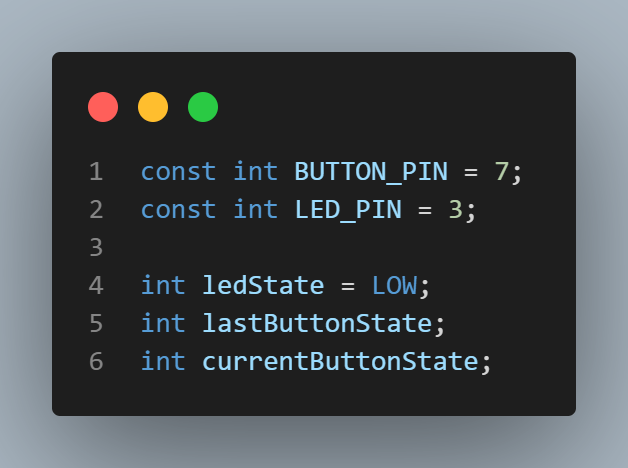 1 const int BUTTON_PIN = 7;
2 const int LED_PIN = 3;
3
4 int ledState = LOW;
5 int lastButtonState;
6 int currentButtonState;